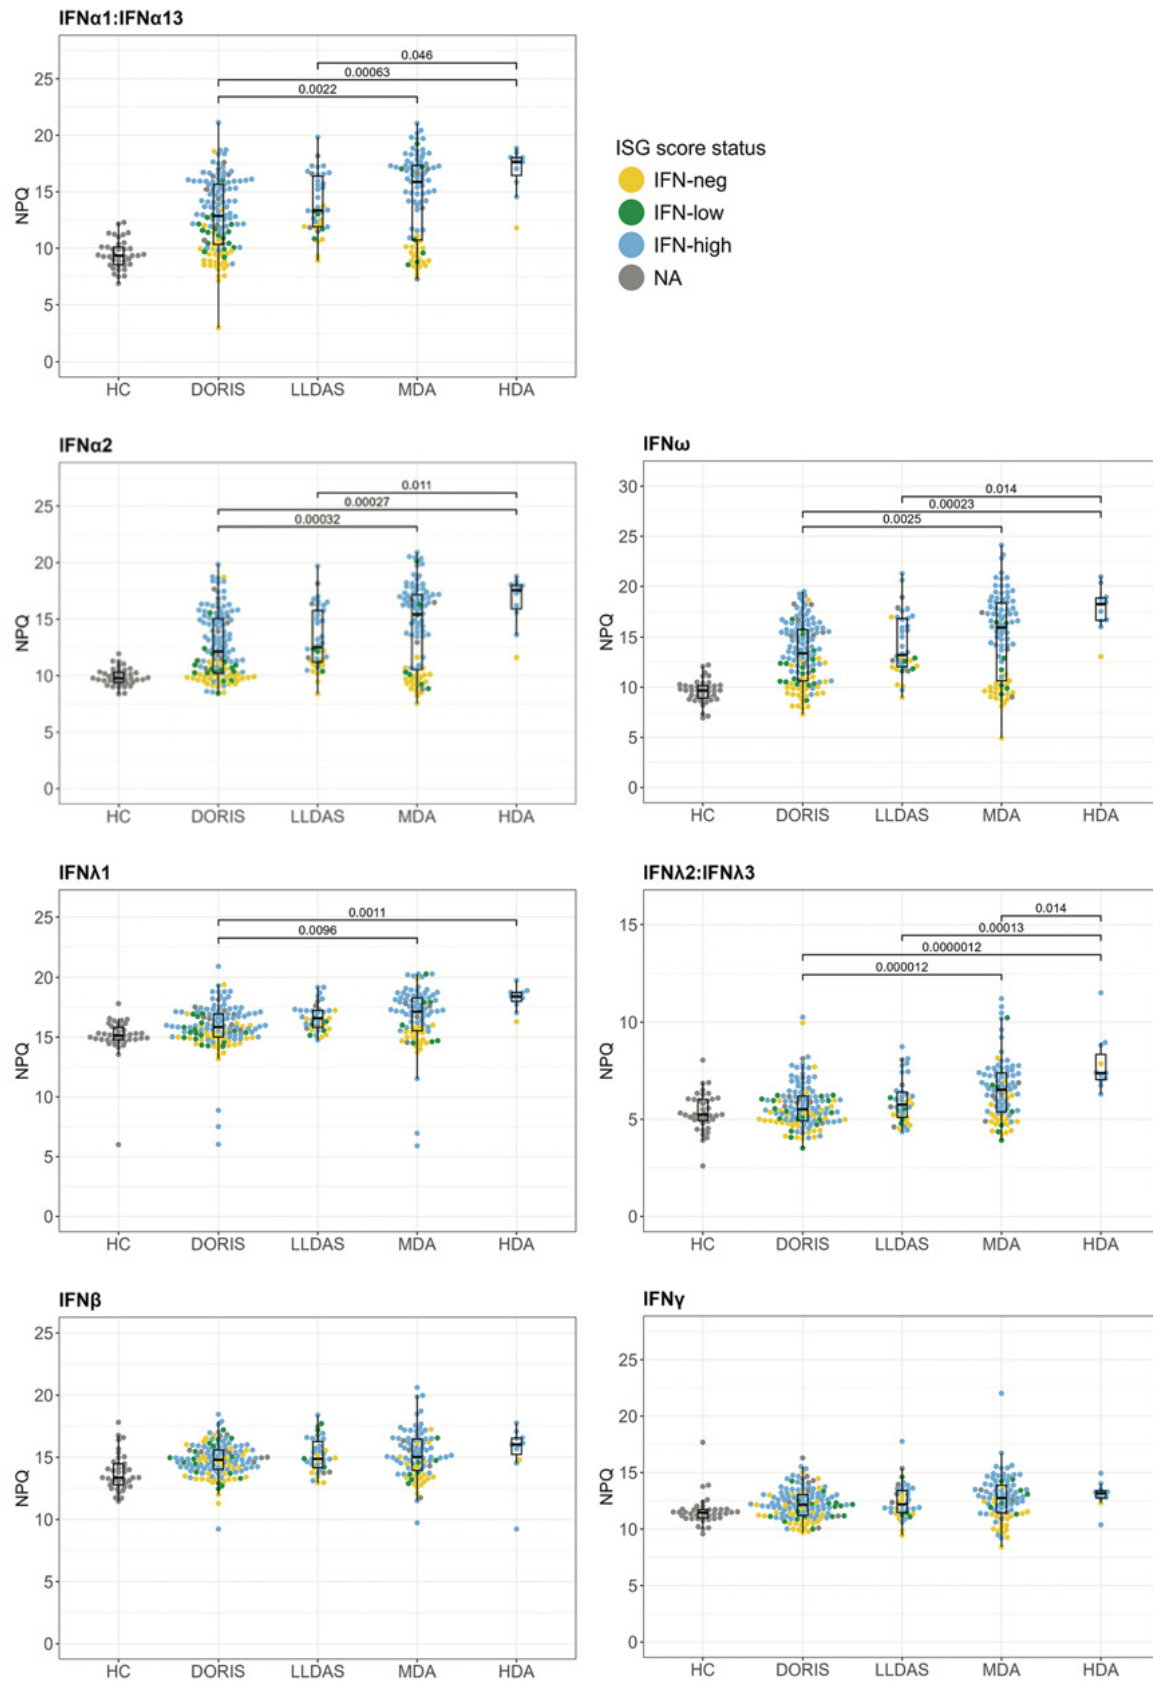 IFNα1:IFNα13
0.046
0.00063
0.0022
25
20
15
10
5
0
NPQ
HC DORIS LLDAS MDA HDA
ISG score status
IFN-neg
IFN-low
IFN-high
NA
IFNα2
0.011
0.00027
0.00032
25
20
15
10
5
0
NPQ
HC DORIS LLDAS MDA HDA
IFNω
0.014
0.00023
0.0025
30
25
20
15
10
5
0
NPQ
HC DORIS LLDAS MDA HDA
IFNλ1
0.0011
0.0096
25
20
15
10
5
0
NPQ
HC DORIS LLDAS MDA HDA
IFNλ2:IFNλ3
0.014
0.00013
0.0000012
0.000012
15
10
5
0
NPQ
HC DORIS LLDAS MDA HDA
IFNβ
25
20
15
10
5
0
NPQ
HC DORIS LLDAS MDA HDA
IFNγ
25
20
15
10
5
0
NPQ
HC DORIS LLDAS MDA HDA